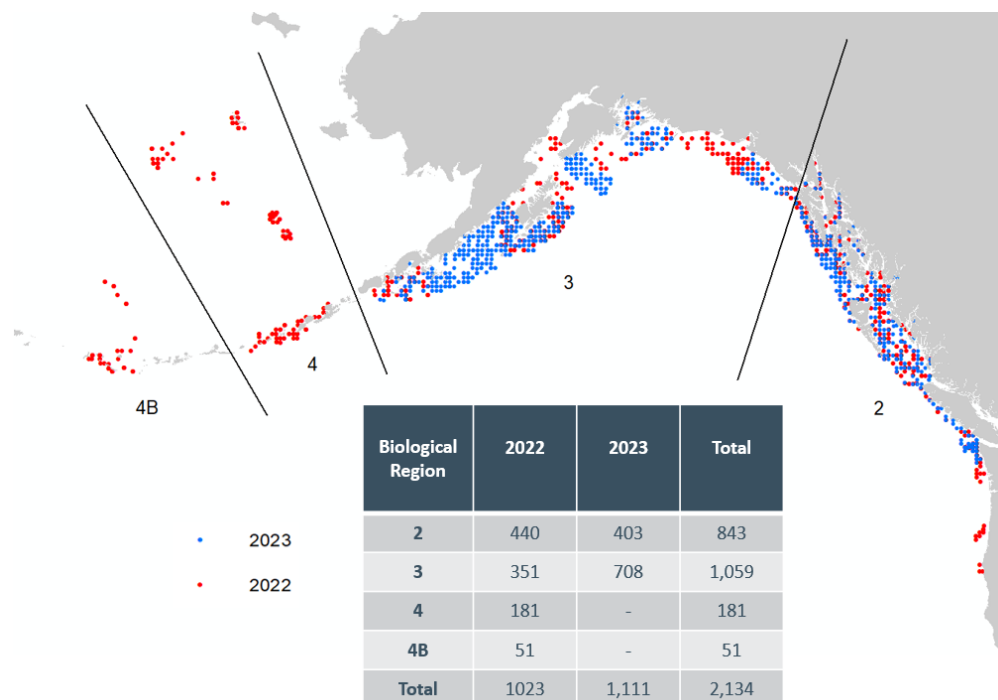 3
4
4B
2
Biological Region 2022 2023 Total
2 440 403 843
3 351 708 1,059
4 181 - 181
4B 51 - 51
Total 1023 1,111 2,134
2023
2022